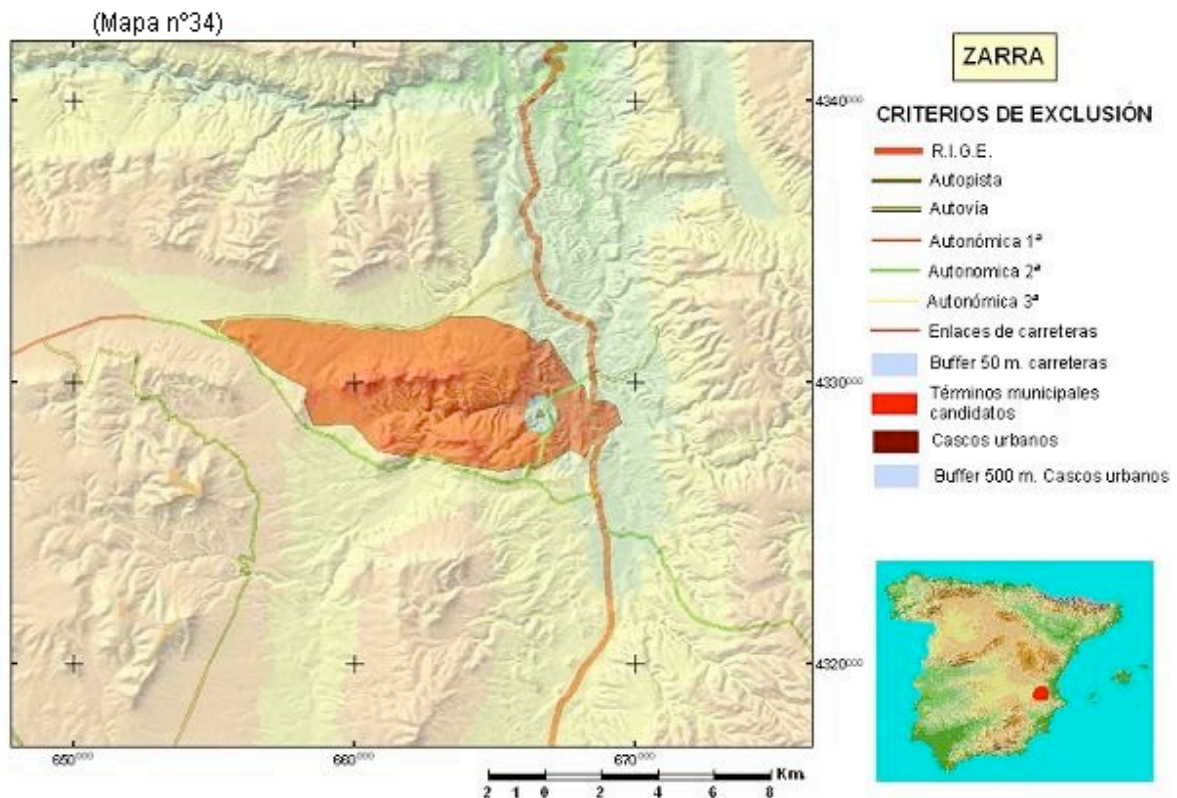 (Mapa nº34)
ZARRA
CRITERIOS DE EXCLUSIÓN
R.I.G.E.
Autopista
Autovía
Autonómica 1ª
Autonomica 2ª
Autonómica 3ª
Enlaces de carreteras
Buffer 50 m. carreteras
Términos municipales
candidatos
Cascos urbanos
Buffer 500 m. Cascos urbanos
4340000
4330000
4320000
650000
660000
670000
Km.
2 1 0 2 4 6 8